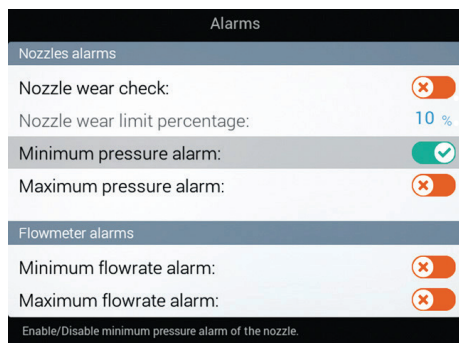 Alarms
Nozzles alarms
Nozzle wear check:
Nozzle wear limit percentage: 10 %
Minimum pressure alarm:
Maximum pressure alarm:
Flowmeter alarms
Minimum flowrate alarm:
Maximum flowrate alarm:
Enable/Disable minimum pressure alarm of the nozzle.